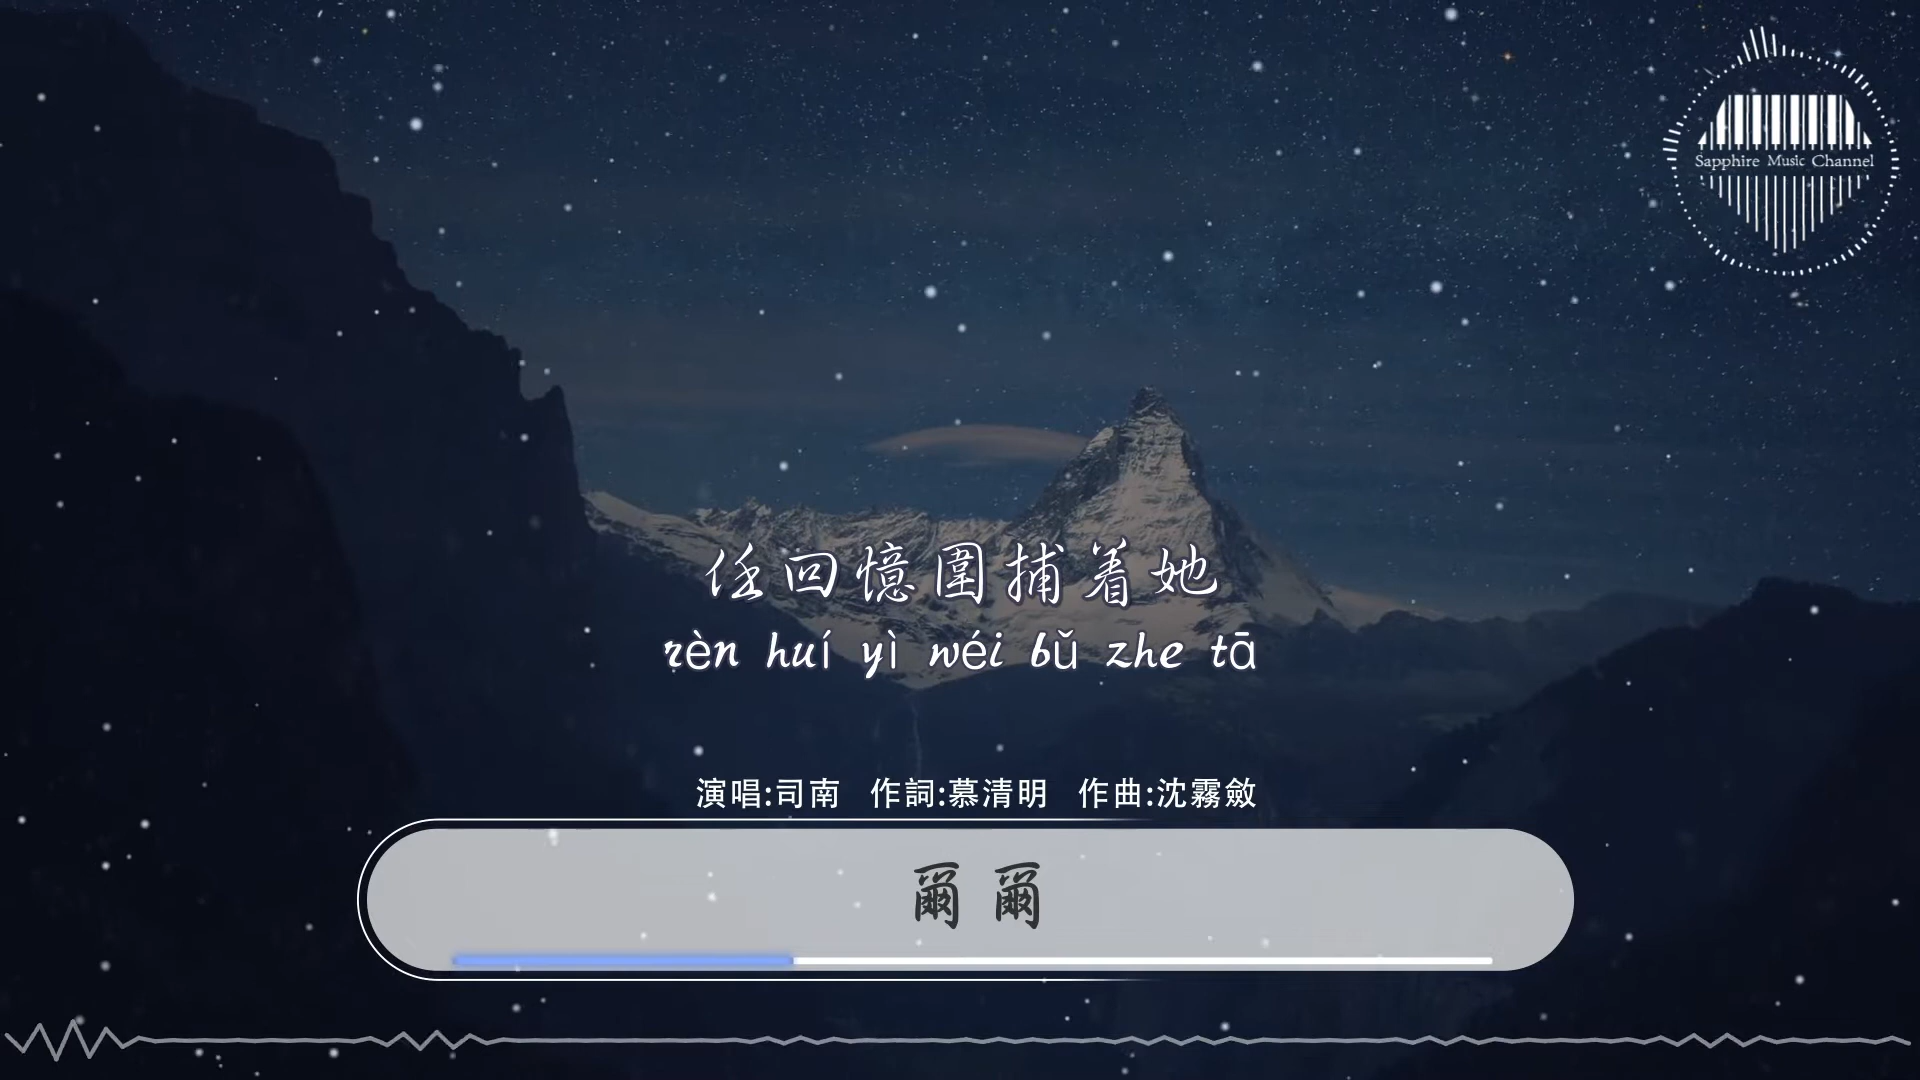 Sapphire Music Channel
任回憶圍捕着她
rèn huí yì wéi bǔ zhe tā
演唱:司南 作詞:慕清明 作曲:沈霧斂
爾爾